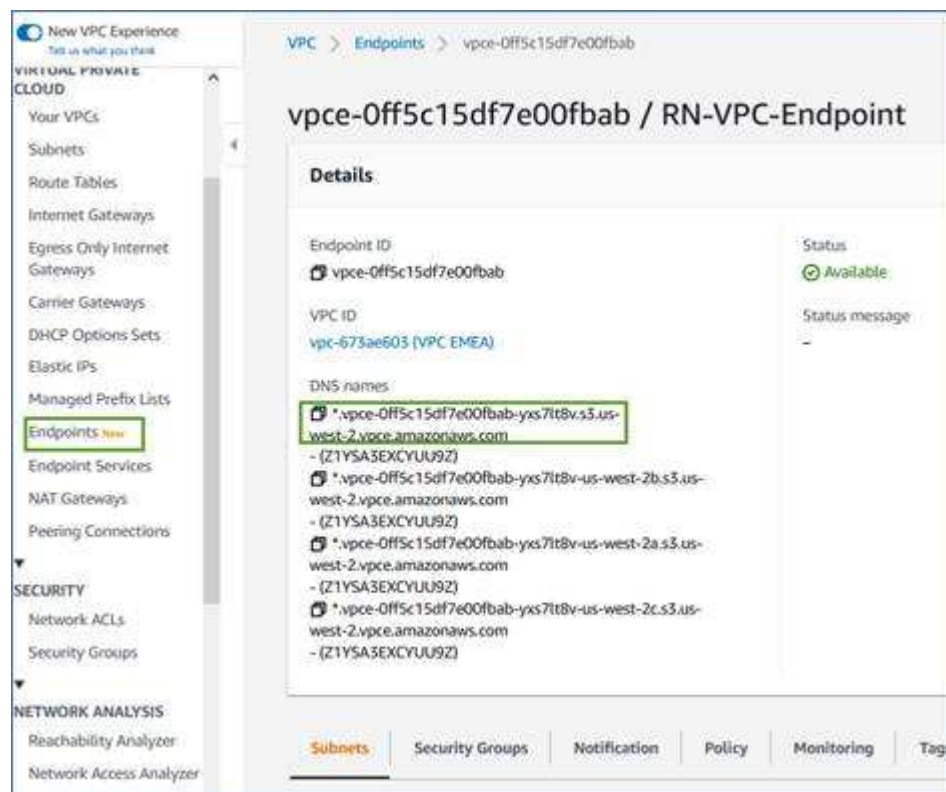 New VPC Experience
Tell us what you think
VIRTUAL PRIVATE
CLOUD
Your VPCs
Subnets
Route Tables
Internet Gateways
Egress Only Internet
Gateways
Carrier Gateways
DHCP Options Sets
Elastic IPs
Managed Prefix Lists
Endpoints New
Endpoint Services
NAT Gateways
Peering Connections
SECURITY
Network ACLs
Security Groups
NETWORK ANALYSIS
Reachability Analyzer
Network Access Analyzer
VPC > Endpoints > vpce-0ff5c15df7e00fbab
vpce-0ff5c15df7e00fbab / RN-VPC-Endpoint
Details
Endpoint ID
vpce-0ff5c15df7e00fbab
VPC ID
vpc-673ae603 (VPC EMEA)
DNS names
*.vpce-0ff5c15df7e00fbab-yxs7lt8v.s3.us-
west-2.vpce.amazonaws.com
- (Z1YSA3EXCYUU9Z)
*.vpce-0ff5c15df7e00fbab-yxs7lt8v-us-west-2b.s3.us-
west-2.vpce.amazonaws.com
- (Z1YSA3EXCYUU9Z)
*.vpce-0ff5c15df7e00fbab-yxs7lt8v-us-west-2a.s3.us-
west-2.vpce.amazonaws.com
- (Z1YSA3EXCYUU9Z)
*.vpce-0ff5c15df7e00fbab-yxs7lt8v-us-west-2c.s3.us-
west-2.vpce.amazonaws.com
- (Z1YSA3EXCYUU9Z)
Status
Available
Status message
-
Subnets Security Groups Notification Policy Monitoring Tag